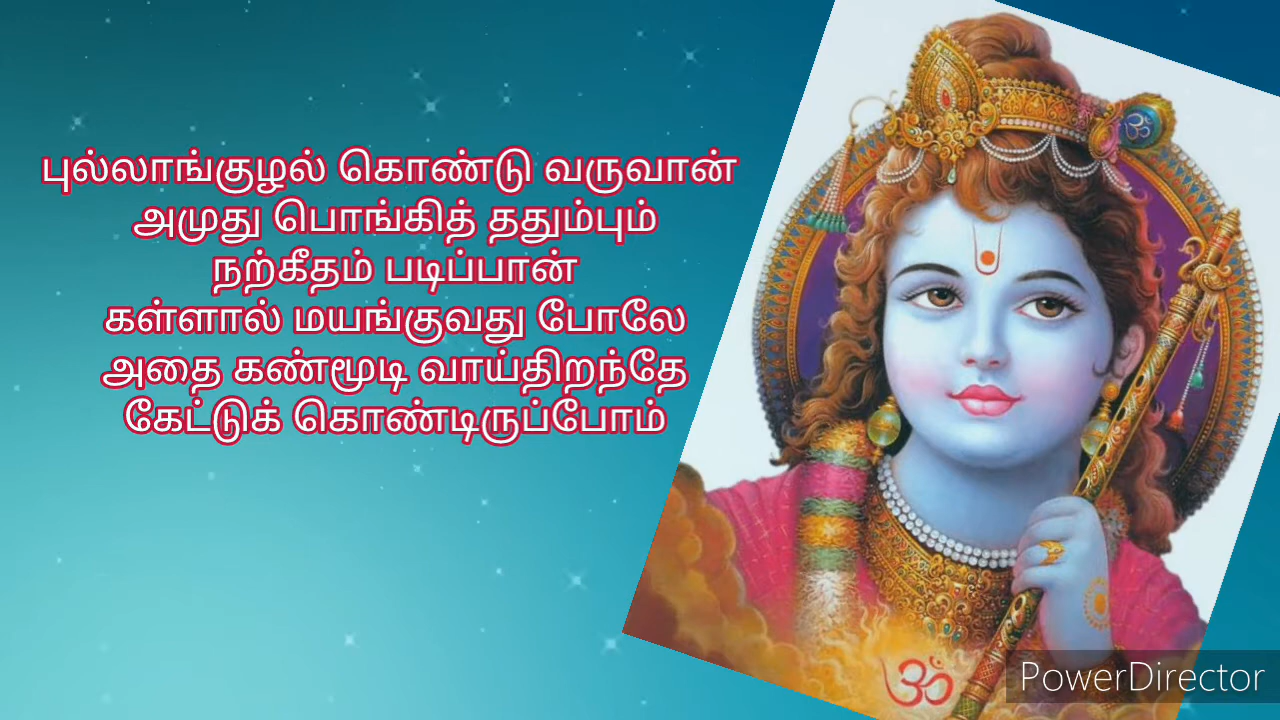 புல்லாங்குழல் கொண்டு வருவான்
அமுது பொங்கித் ததும்பும்
நற்கீதம் படிப்பான்
கள்ளால் மயங்குவது போலே
அதை கண்மூடி வாய்திறந்தே
கேட்டுக் கொண்டிருப்போம்
ॐ
ॐ
PowerDirector